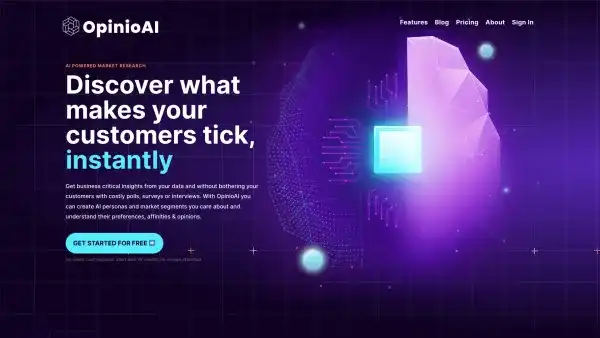 OpinioAI
Features Blog Pricing About Sign In
AI POWERED MARKET RESEARCH
Discover what
makes your
customers tick,
instantly
Get business critical insights from your data and without bothering your
customers with costly polls, surveys or interviews. With OpinioAI you
can create AI personas and market segments you care about and
understand their preferences, affinities & opinions.
GET STARTED FOR FREE